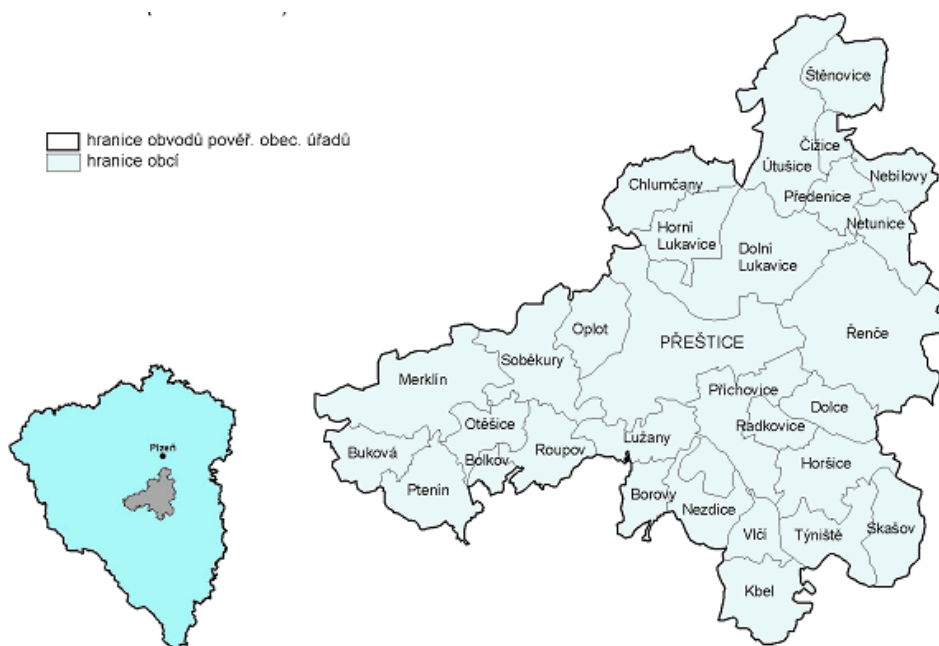 hranice obvodů pověř. obec. úřadů
hranice obcí
Štěnovice
Čížice
Útušice
Nebílovy
Předenice
Chlumčany
Netunice
Horní
Lukavice
Dolní
Lukavice
Oplot
Řenče
PŘEŠTICE
Soběkury
Merklín
Příchovice
Dolce
Otěšice
Radkovice
Lužany
Buková
Roupov
Bolkov
Horšice
Ptenín
Borovy
Nezdice
Skašov
Vlčí
Týniště
Kbel
Plzeň